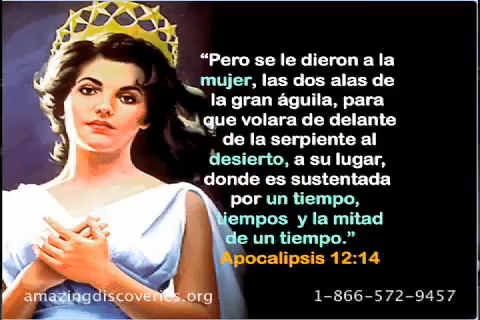 “Pero se le dieron a la
mujer, las dos alas de
la gran águila, para
que volara de delante
de la serpiente al
desierto, a su lugar,
donde es sustentada
por un tiempo,
tiempos y la mitad
de un tiempo.”
Apocalipsis 12:14
amazingdiscoveries.org 1-866-572-9457